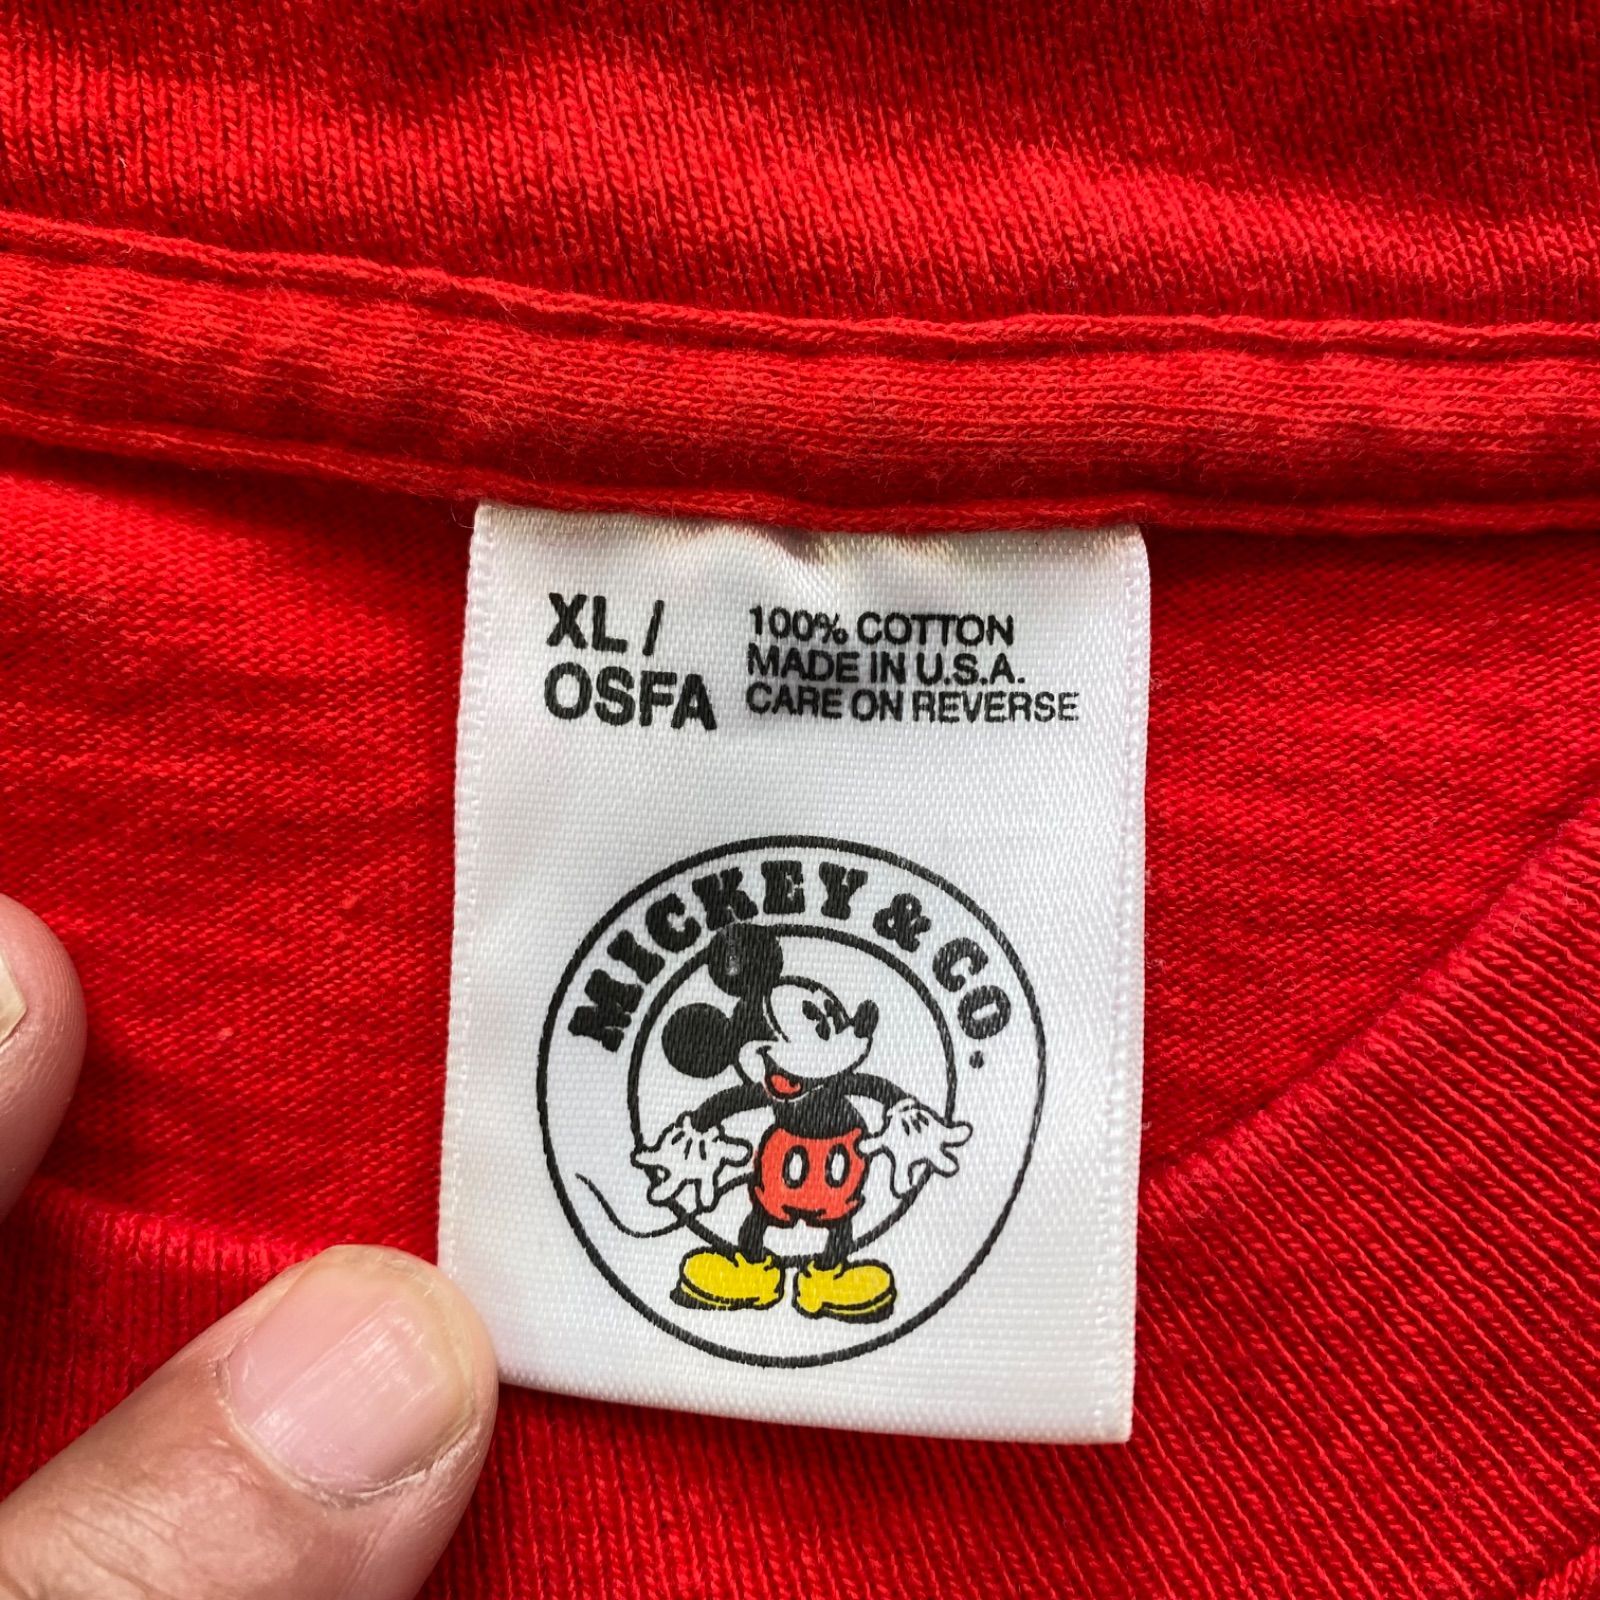 XL /
OSFA
100% COTTON
MADE IN U.S.A.
CARE ON REVERSE
MICKEY & CO.